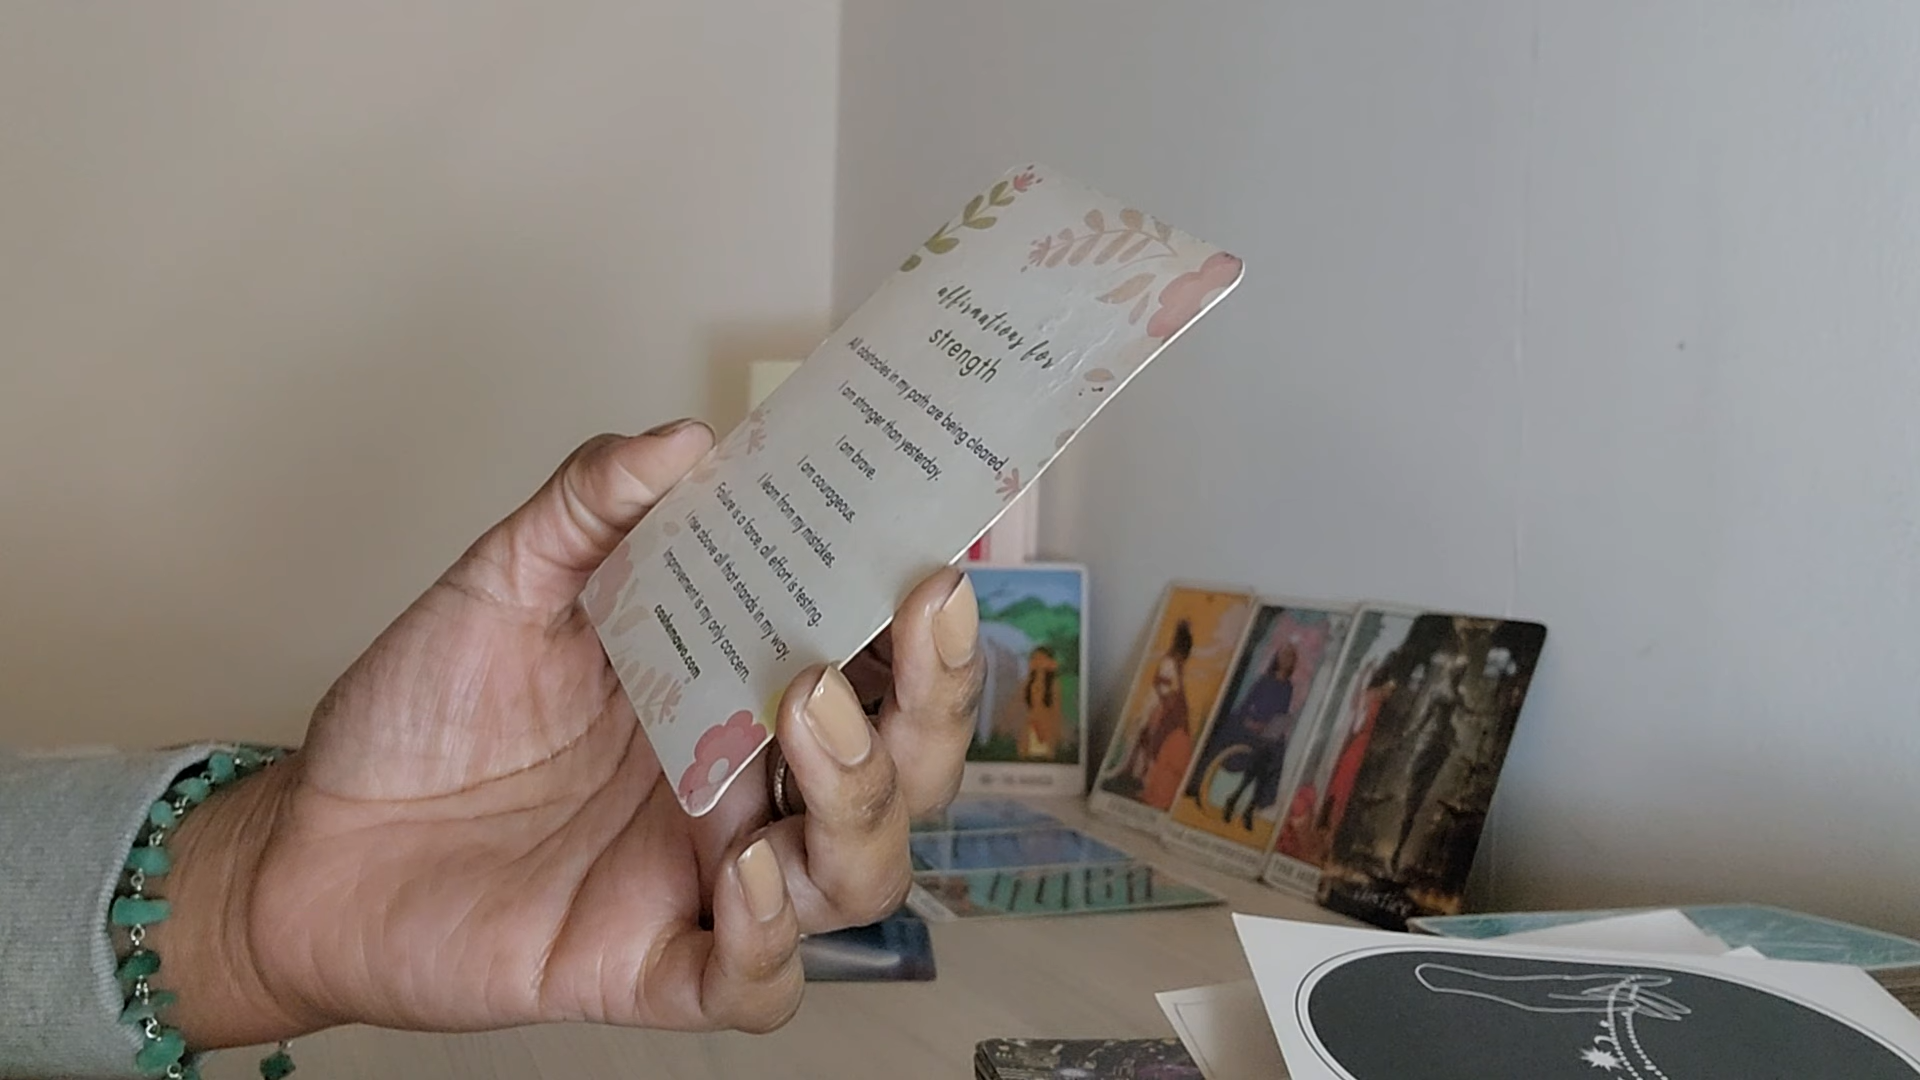 affirmations for
strength
All obstacles in my path are being cleared.
I am stronger than yesterday.
I am brave.
I am courageous.
I learn from my mistakes.
Failure is a farce, all effort is testing.
I rise above all that stands in my way.
Improvement is my only concern.
Justice